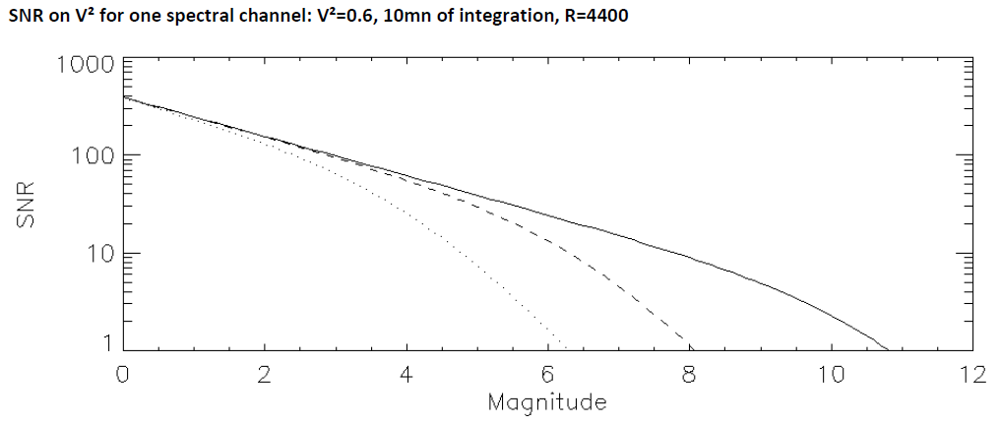 SNR on V² for one spectral channel: V²=0.6, 10mn of integration, R=4400
1000
100
10
1
SNR
0 2 4 6 8 10 12
Magnitude